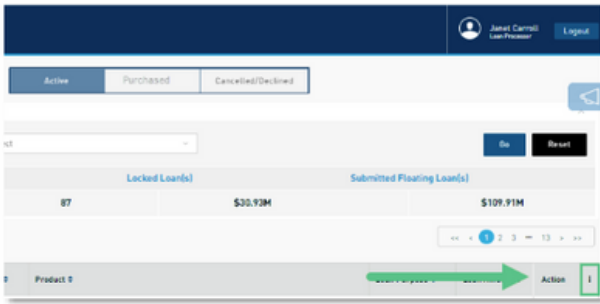 Janet Carroll
Loan Processor
Logout
Active
Purchased
Cancelled/Declined
Go
Reset
Locked Loan(s)
Submitted Floating Loan(s)
87
$30.93M
$109.91M
<< < 1 2 3 ... 13 > >>
Product
Action